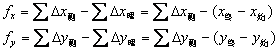 f_x = ∑Δx_测 − ∑Δx_理 = ∑Δx_测 − (x_终 − x_始)
f_y = ∑Δy_测 − ∑Δy_理 = ∑Δy_测 − (y_终 − y_始)